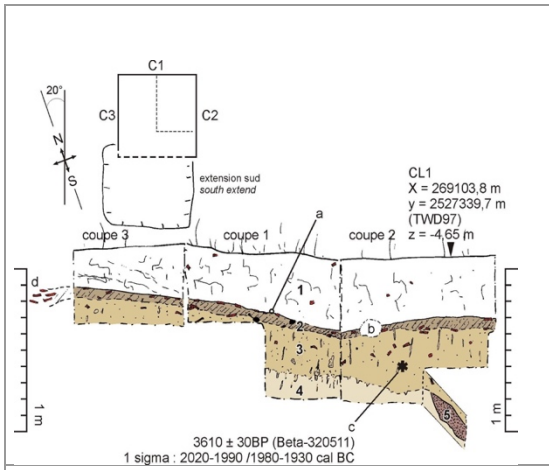 C1
20°
C3
C2
N
S
extension sud
south extend
CL1
X = 269103,8 m
y = 2527339,7 m
(TWD97)
z = -4,65 m
a
coupe 3
coupe 1
coupe 2
d
1
2
b
3
4
5
1 m
1 m
c
3610 ± 30BP (Beta-320511)
1 sigma : 2020-1990 /1980-1930 cal BC